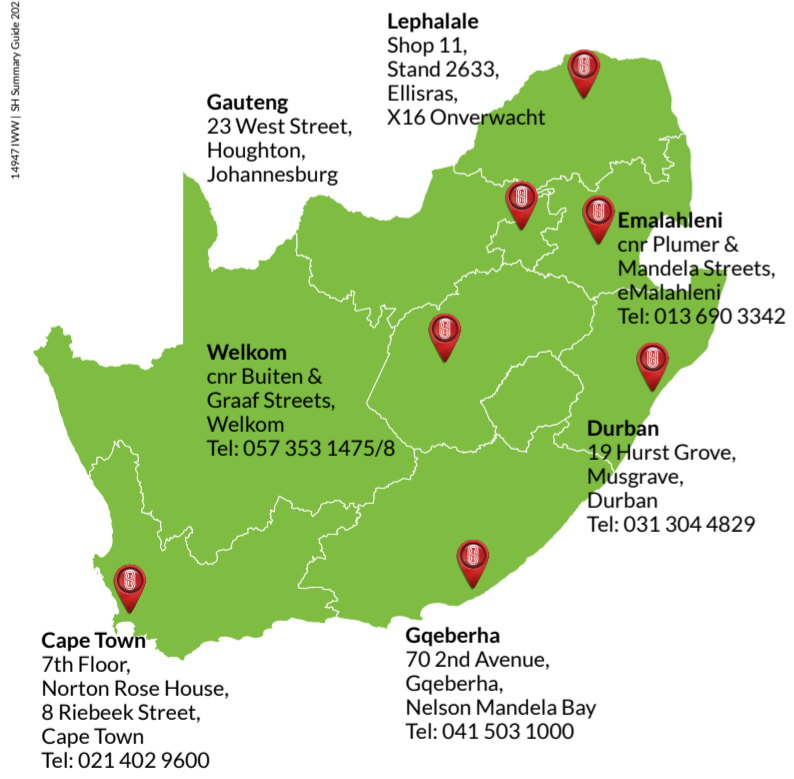 14947 IWW | SH Summary Guide 202
Lephalale
Shop 11,
Stand 2633,
Ellisras,
X16 Onverwacht
Gauteng
23 West Street,
Houghton,
Johannesburg
Emalahleni
cnr Plumer &
Mandela Streets,
eMalahleni
Tel: 013 690 3342
Welkom
cnr Buiten &
Graaf Streets,
Welkom
Tel: 057 353 1475/8
Durban
19 Hurst Grove,
Musgrave,
Durban
Tel: 031 304 4829
Cape Town
7th Floor,
Norton Rose House,
8 Riebeek Street,
Cape Town
Tel: 021 402 9600
Gqeberha
70 2nd Avenue,
Gqeberha,
Nelson Mandela Bay
Tel: 041 503 1000